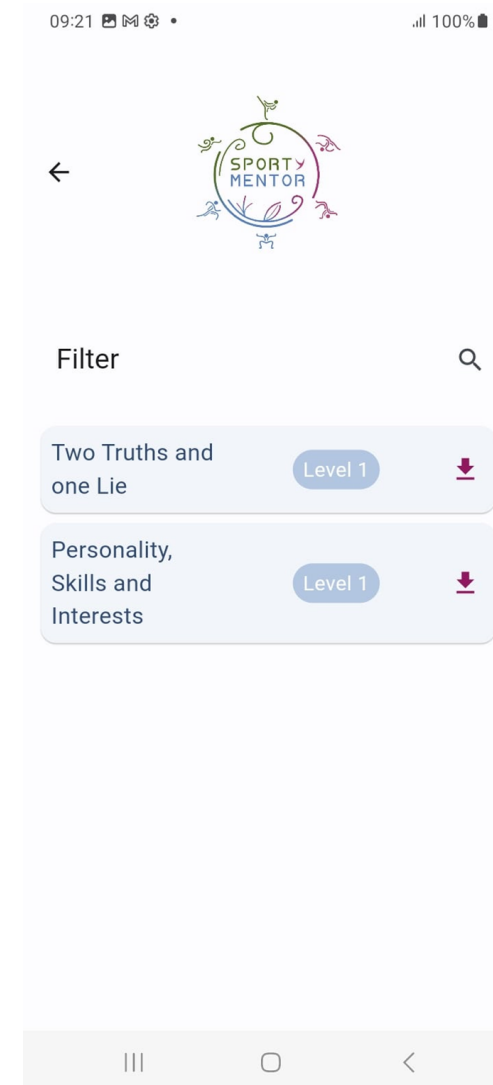 09:21
100%
SPORTY
MENTOR
Filter
Two Truths and
one Lie
Level 1
Personality,
Skills and
Interests
Level 1